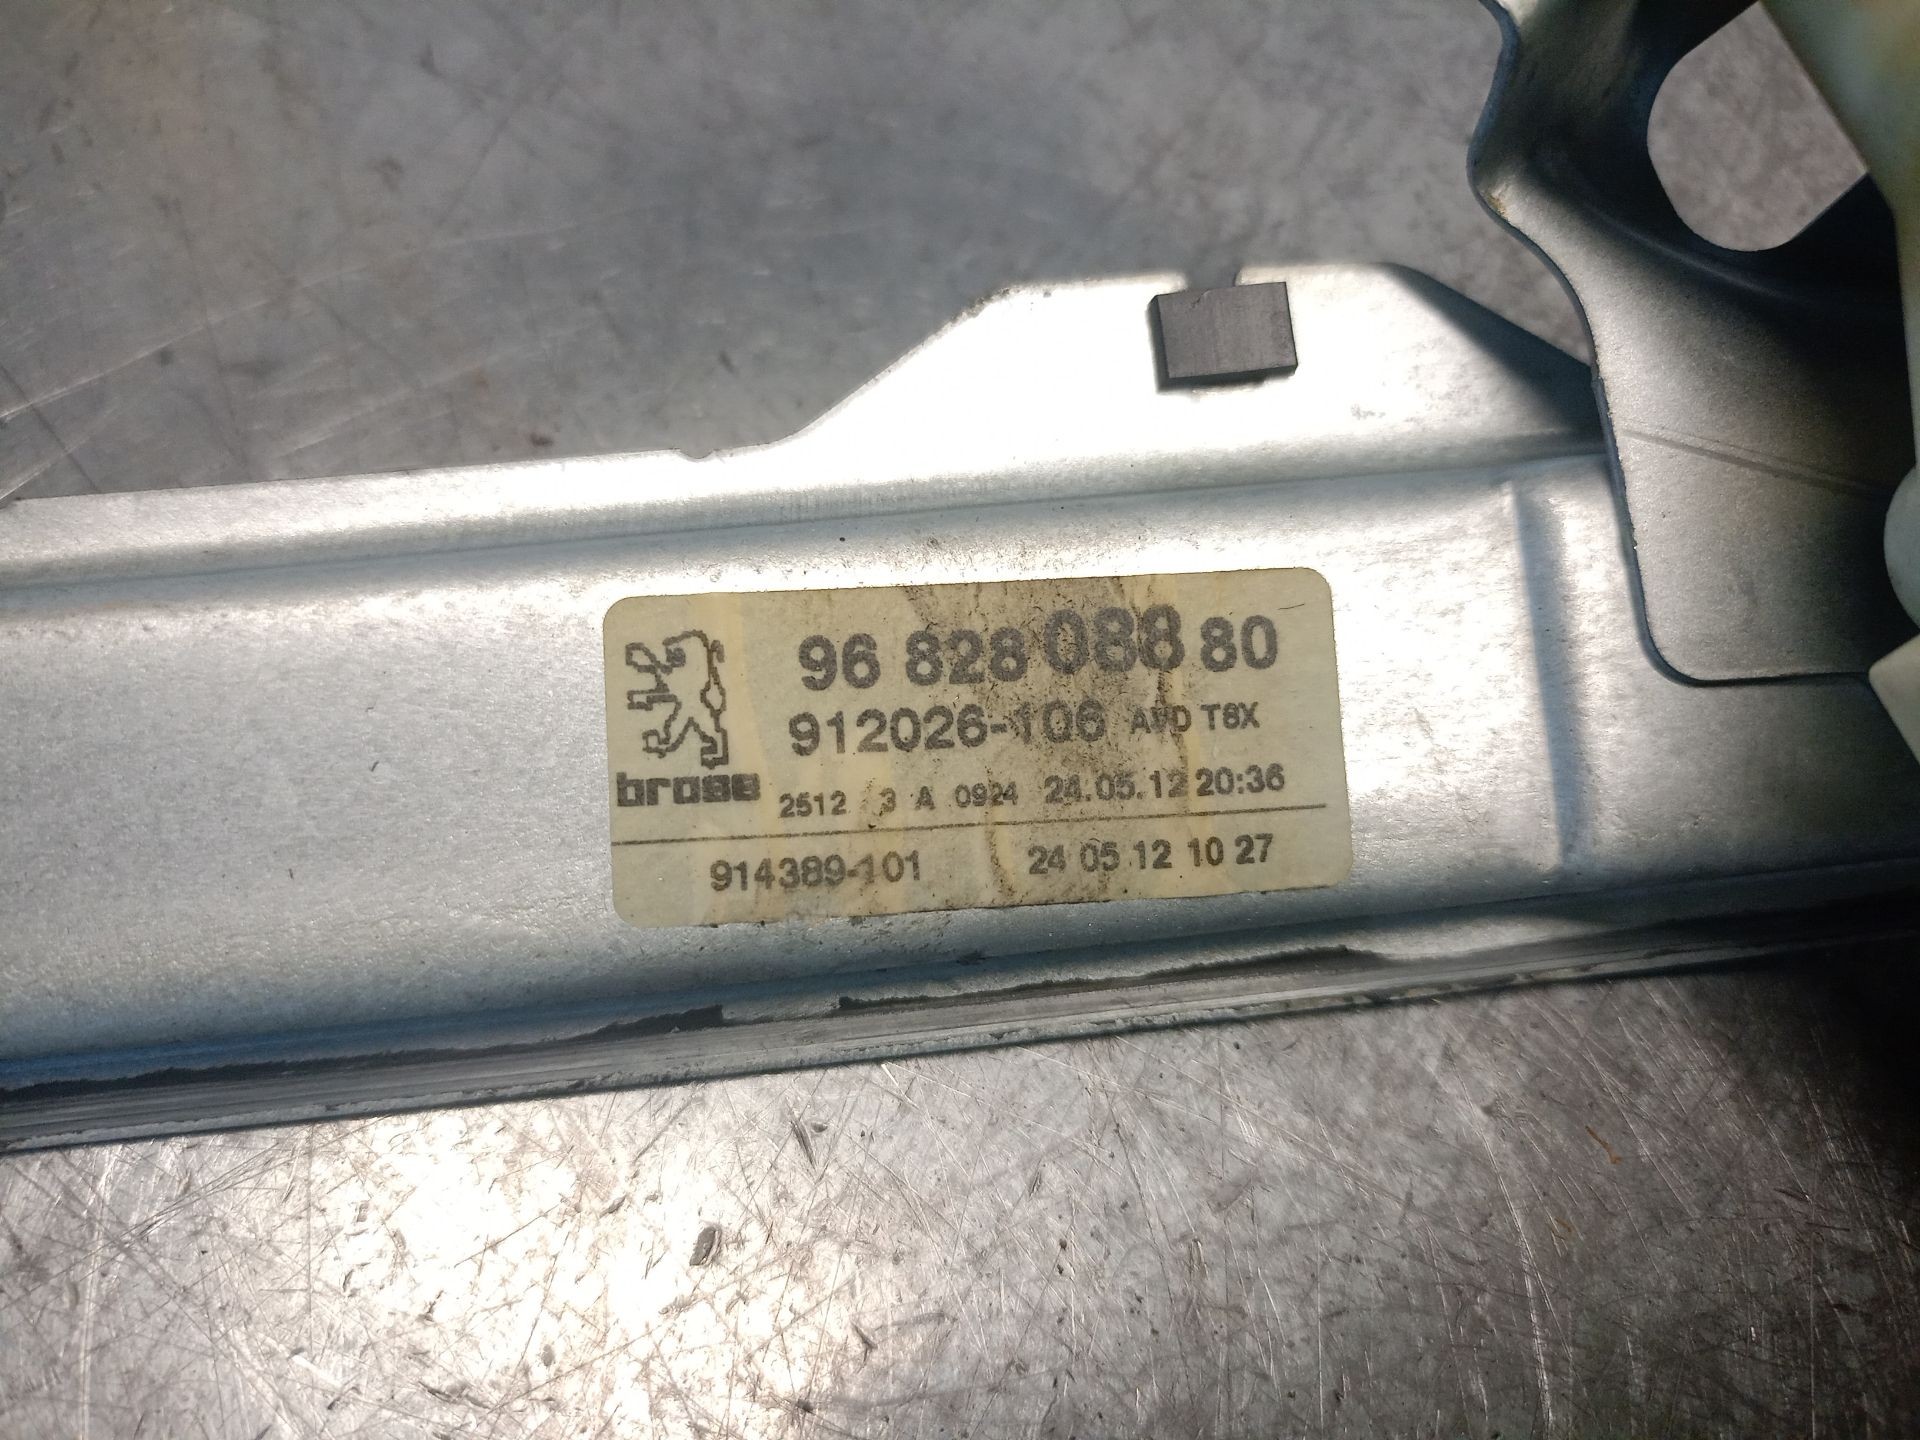 96 828 088 80
912026-106 AVD T8X
brose
2512 3 A 0924 24.05.12 20:36
914389-101 24 05 12 10 27